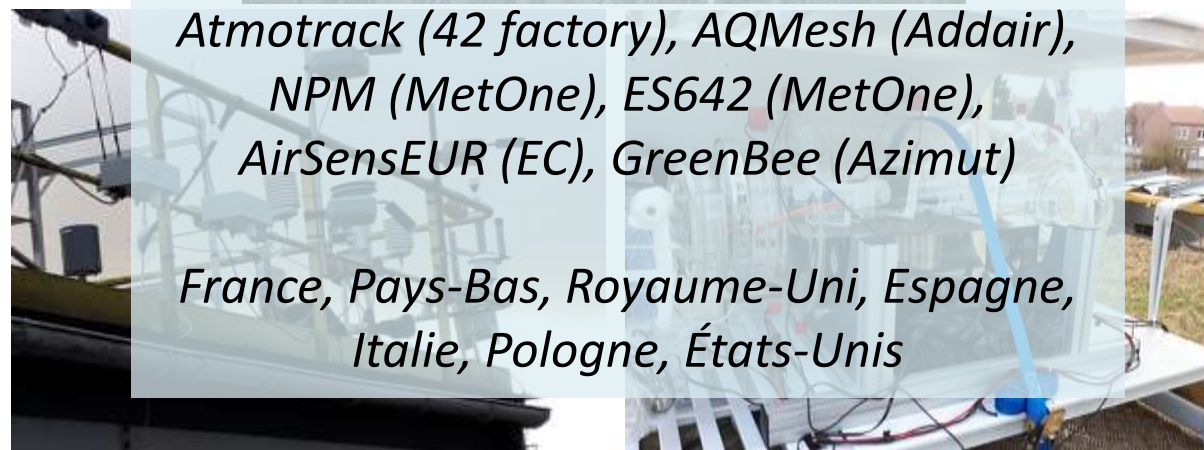 Atmotrack (42 factory), AQMesh (Addair),
NPM (MetOne), ES642 (MetOne),
AirSensEUR (EC), GreenBee (Azimut)
France, Pays-Bas, Royaume-Uni, Espagne,
Italie, Pologne, États-Unis